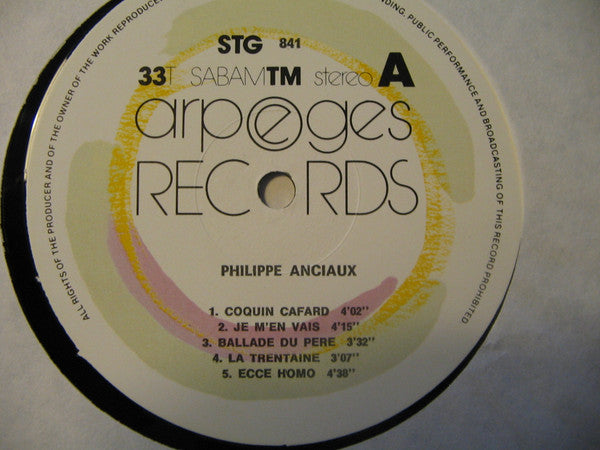 STG 841
33T SABAM TM stereo A
arpeges
RECORDS
PHILIPPE ANCIAUX
1. COQUIN CAFARD 4'02"
2. JE M'EN VAIS 4'15"
3. BALLADE DU PERE 3'32"
4. LA TRENTAINE 3'07"
5. ECCE HOMO 4'38"
ALL RIGHTS OF THE PRODUCER AND OF THE OWNER OF THE WORK REPRODUCED
PUBLIC PERFORMANCE AND BROADCASTING OF THIS RECORD PROHIBITED